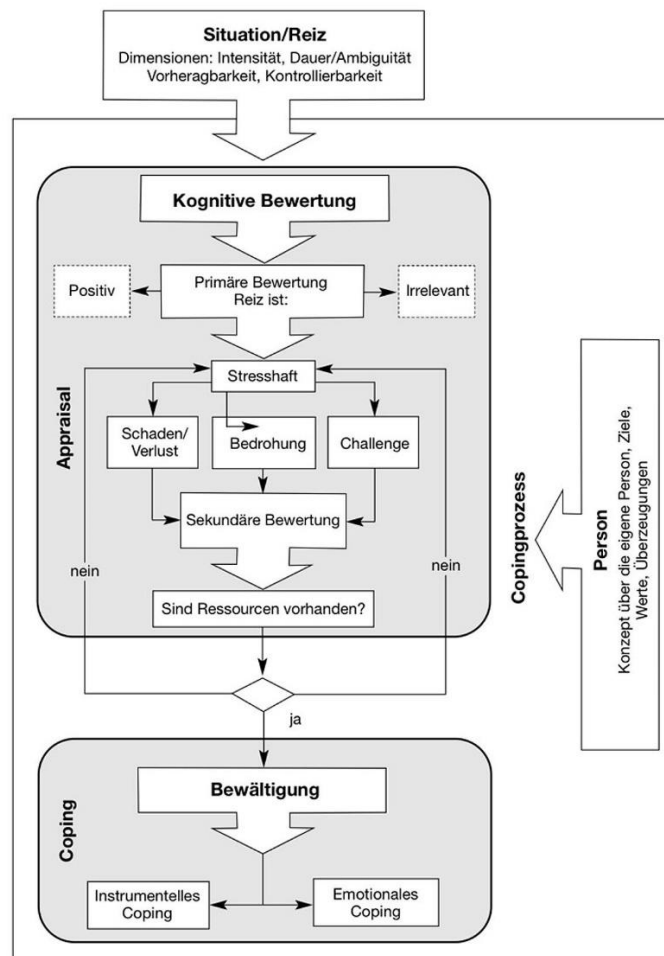 Situation/Reiz
Dimensionen: Intensität, Dauer/Ambiguität
Vorheragbarkeit, Kontrollierbarkeit
Kognitive Bewertung
Positiv
Primäre Bewertung
Reiz ist:
Irrelevant
Stresshaft
Schaden/
Verlust
Bedrohung
Challenge
Sekundäre Bewertung
nein
nein
Sind Ressourcen vorhanden?
Appraisal
ja
Bewältigung
Instrumentelles
Coping
Emotionales
Coping
Coping
Copingprozess
Person
Konzept über die eigene Person, Ziele,
Werte, Überzeugungen